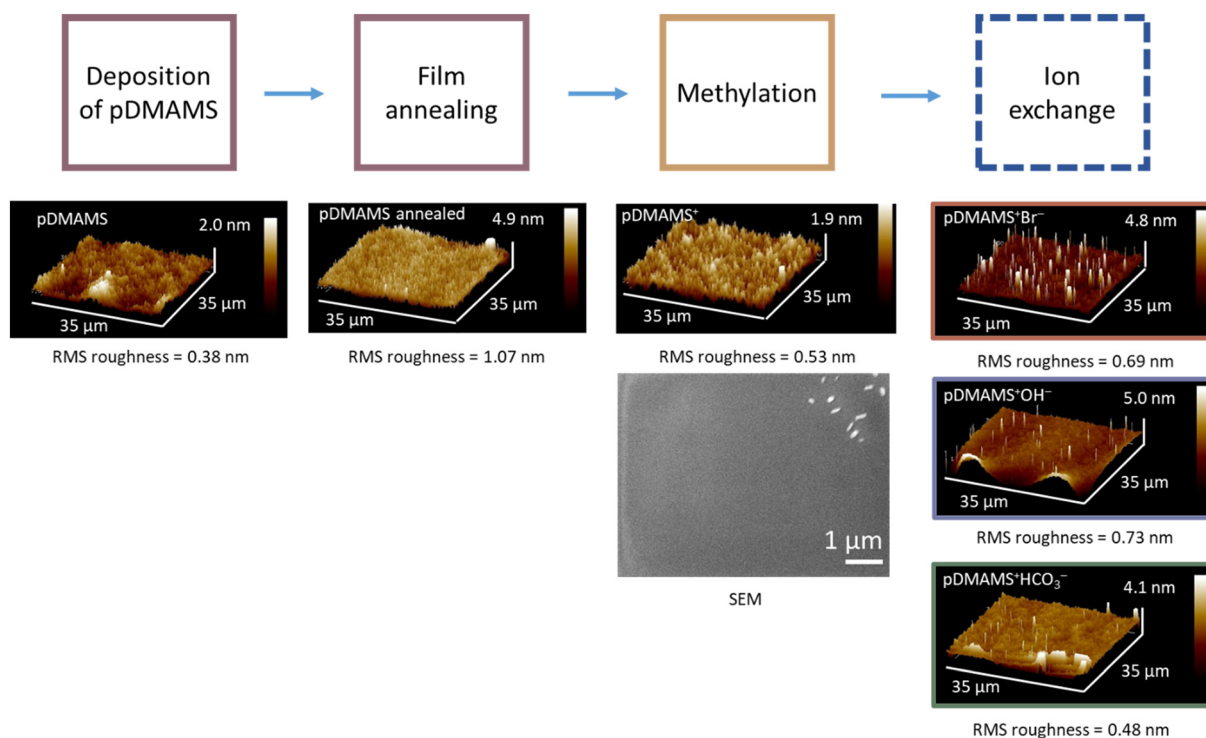 Deposition
of pDMAMS
Film
annealing
Methylation
Ion
exchange
pDMAMS
2.0 nm
35 µm
35 µm
RMS roughness = 0.38 nm
pDMAMS annealed
4.9 nm
35 µm
35 µm
RMS roughness = 1.07 nm
pDMAMS⁺
1.9 nm
35 µm
35 µm
RMS roughness = 0.53 nm
1 µm
SEM
pDMAMS⁺Br⁻
4.8 nm
35 µm
35 µm
RMS roughness = 0.69 nm
pDMAMS⁺OH⁻
5.0 nm
35 µm
35 µm
RMS roughness = 0.73 nm
pDMAMS⁺HCO₃⁻
4.1 nm
35 µm
35 µm
RMS roughness = 0.48 nm